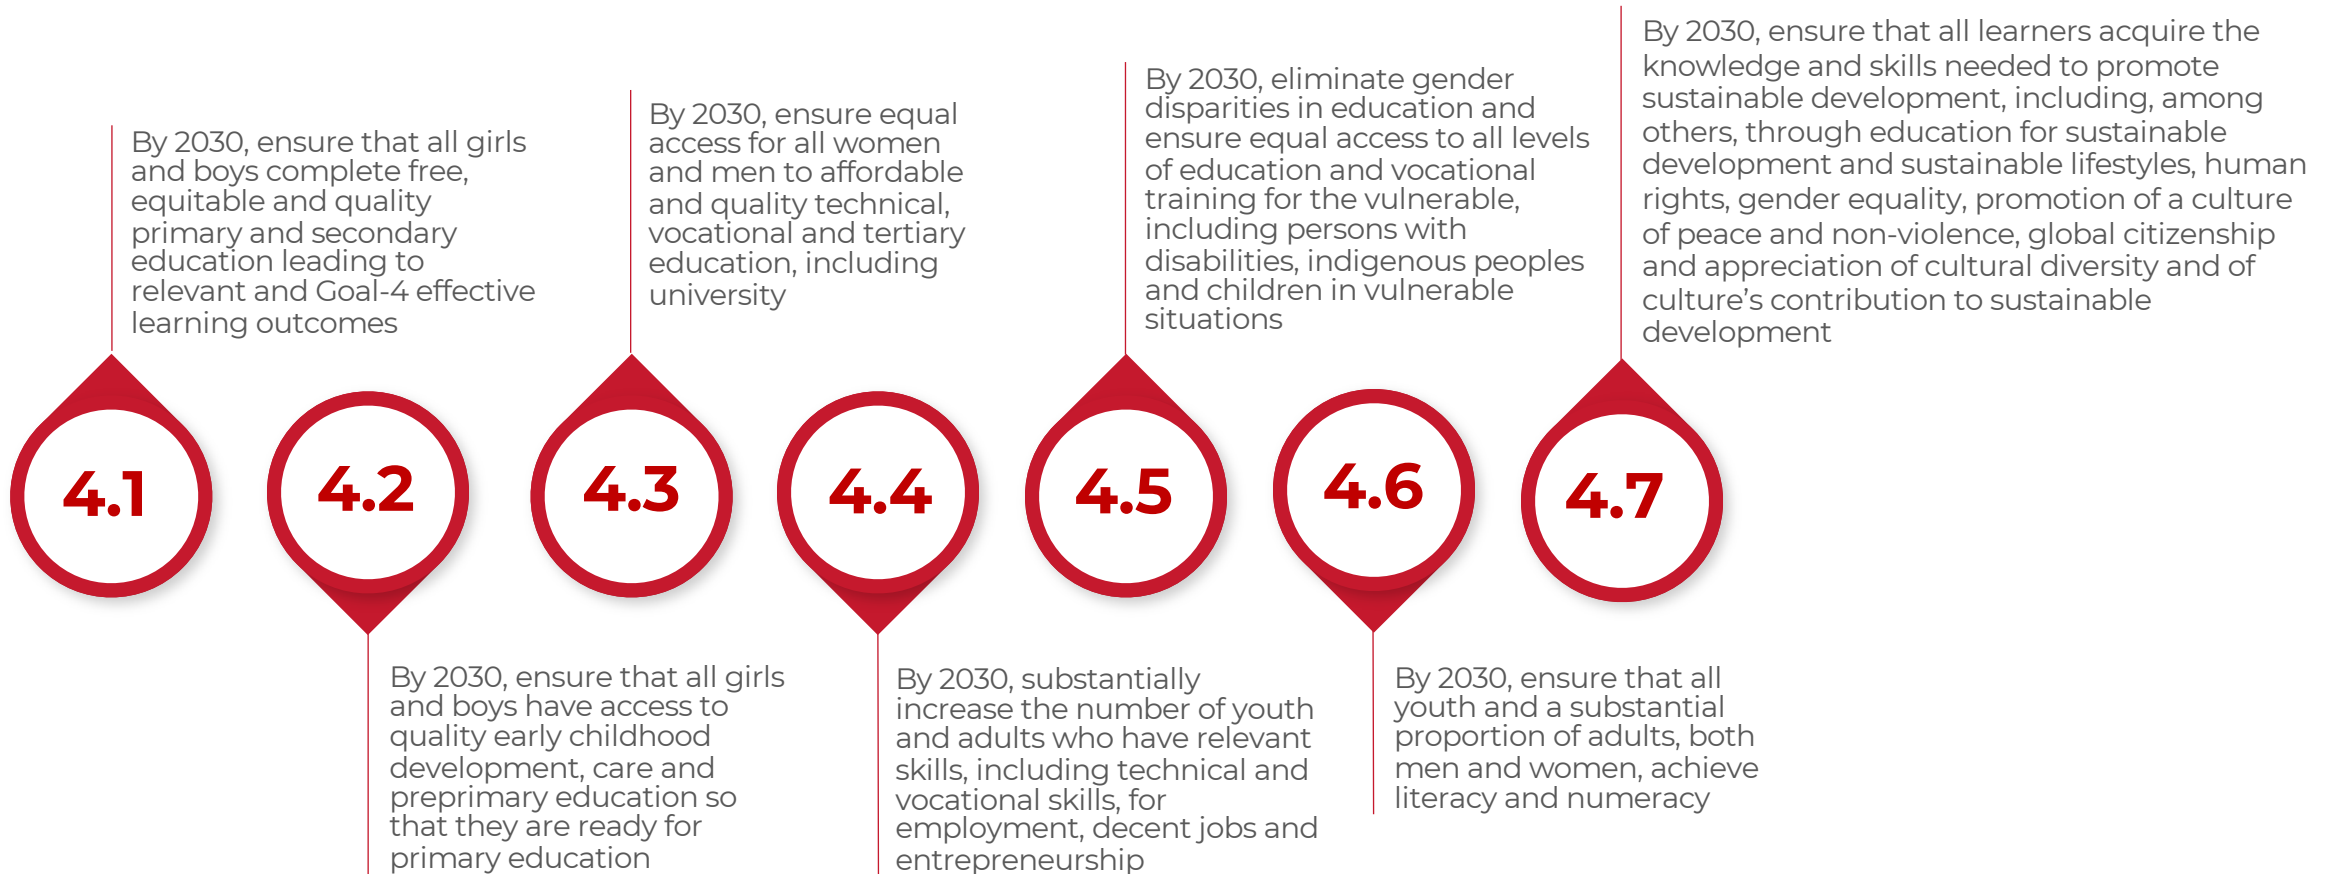 By 2030, ensure that all girls
and boys complete free,
equitable and quality
primary and secondary
education leading to
relevant and Goal-4 effective
learning outcomes
4.1
4.2
By 2030, ensure that all girls
and boys have access to
quality early childhood
development, care and
preprimary education so
that they are ready for
primary education
By 2030, ensure equal
access for all women
and men to affordable
and quality technical,
vocational and tertiary
education, including
university
4.3
4.4
By 2030, substantially
increase the number of youth
and adults who have relevant
skills, including technical and
vocational skills, for
employment, decent jobs and
entrepreneurship
By 2030, eliminate gender
disparities in education and
ensure equal access to all levels
of education and vocational
training for the vulnerable,
including persons with
disabilities, indigenous peoples
and children in vulnerable
situations
4.5
4.6
By 2030, ensure that all
youth and a substantial
proportion of adults, both
men and women, achieve
literacy and numeracy
By 2030, ensure that all learners acquire the
knowledge and skills needed to promote
sustainable development, including, among
others, through education for sustainable
development and sustainable lifestyles, human
rights, gender equality, promotion of a culture
of peace and non-violence, global citizenship
and appreciation of cultural diversity and of
culture’s contribution to sustainable
development
4.7